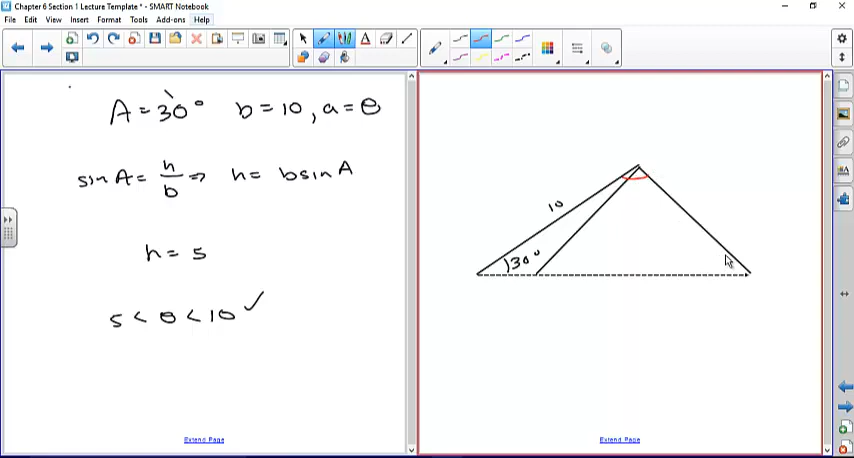 Chapter 6 Section 1 Lecture Template * - SMART Notebook
File Edit View Insert Format Tools Add-ons Help
A = 30° b = 10, a = 8
sin A = h/b ⇒ h = b sin A
h = 5
5 < 8 < 10 ✓
10
30°
Extend Page
Extend Page